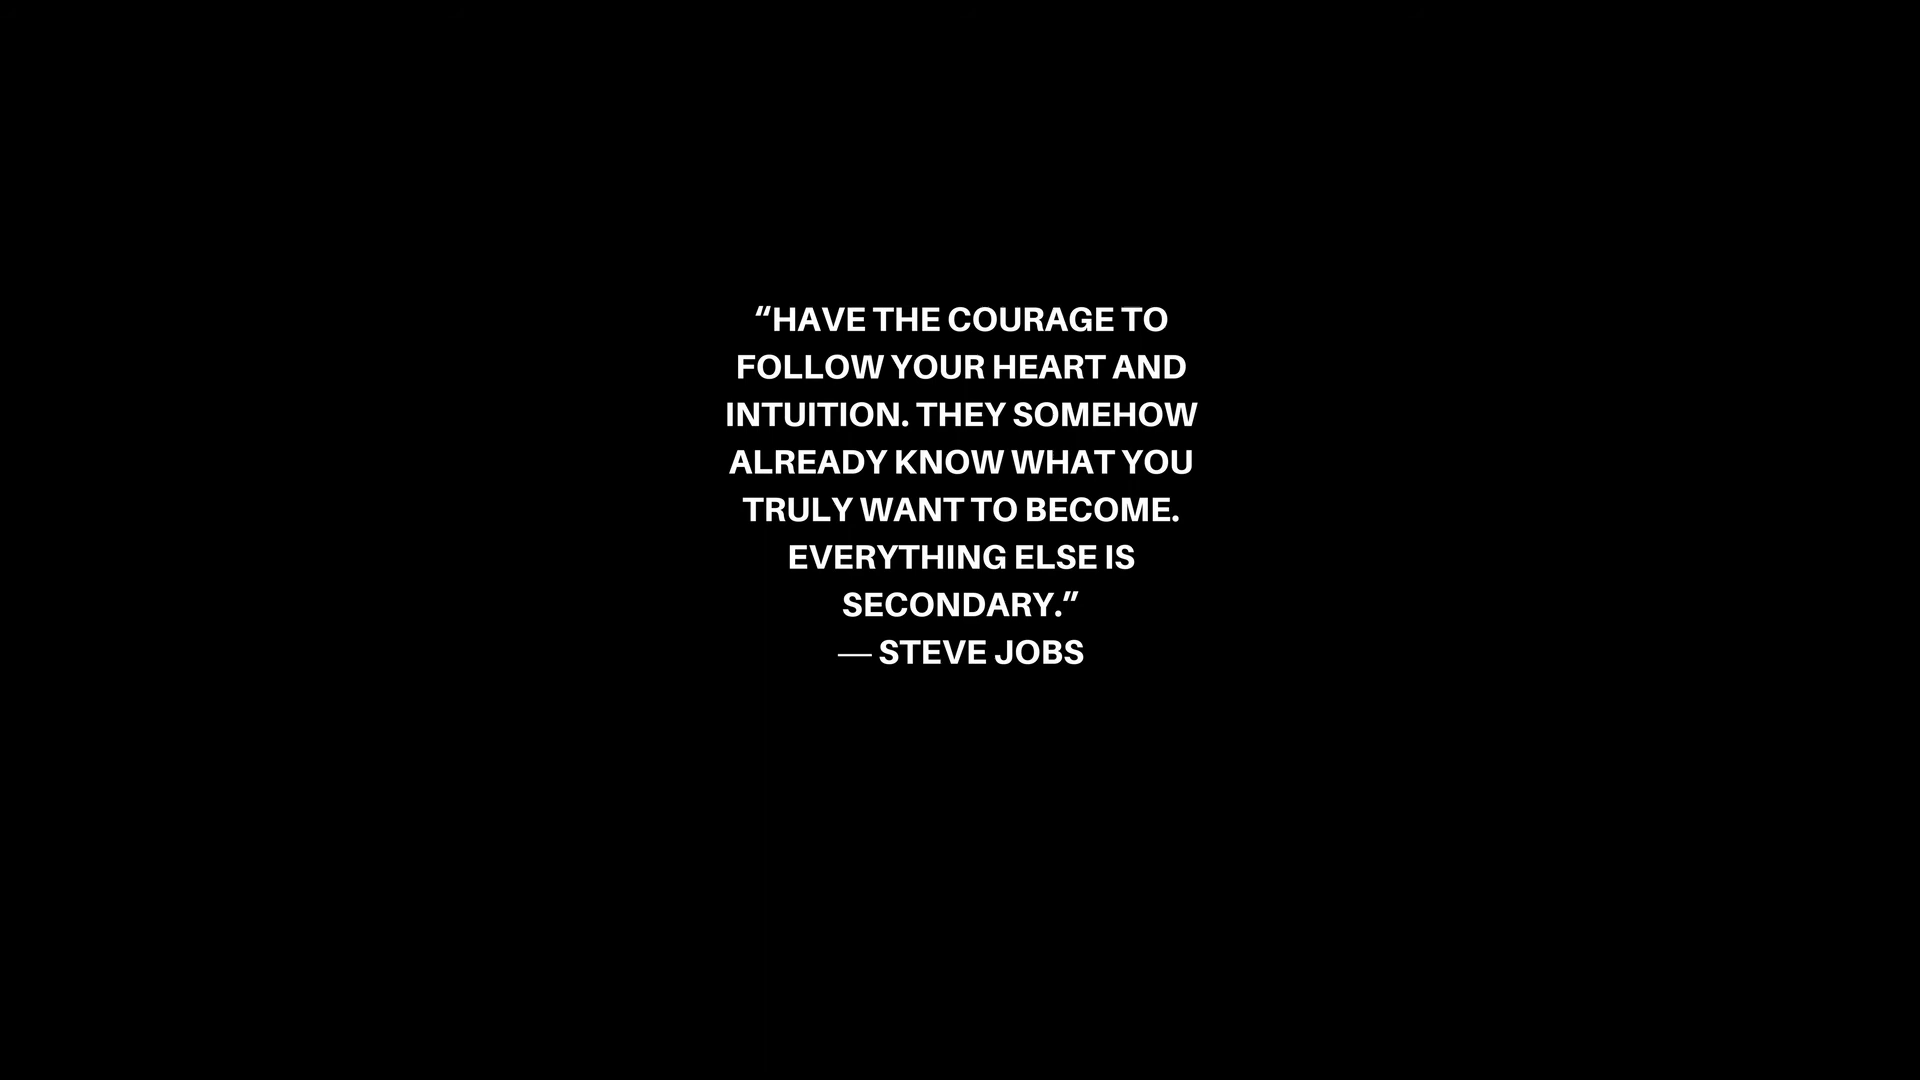 “HAVE THE COURAGE TO
FOLLOW YOUR HEART AND
INTUITION. THEY SOMEHOW
ALREADY KNOW WHAT YOU
TRULY WANT TO BECOME.
EVERYTHING ELSE IS
SECONDARY.”
— STEVE JOBS